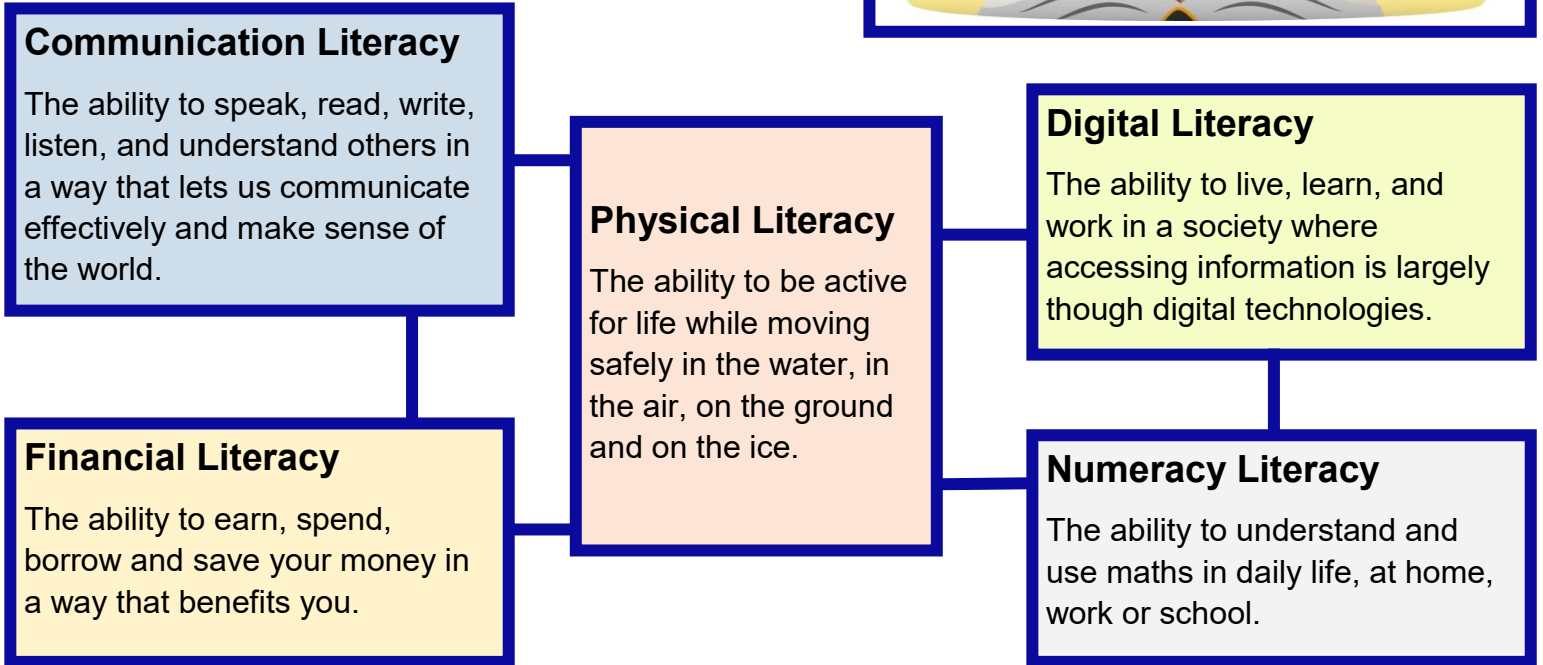 Communication Literacy
The ability to speak, read, write,
listen, and understand others in
a way that lets us communicate
effectively and make sense of
the world.
Financial Literacy
The ability to earn, spend,
borrow and save your money in
a way that benefits you.
Physical Literacy
The ability to be active
for life while moving
safely in the water, in
the air, on the ground
and on the ice.
Digital Literacy
The ability to live, learn, and
work in a society where
accessing information is largely
though digital technologies.
Numeracy Literacy
The ability to understand and
use maths in daily life, at home,
work or school.